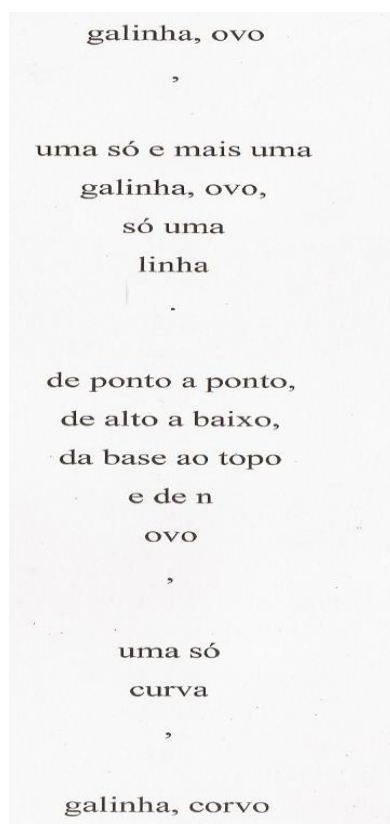 galinha, ovo
,
uma só e mais uma
galinha, ovo,
só uma
linha
.
de ponto a ponto,
de alto a baixo,
da base ao topo
e de n
ovo
,
uma só
curva
,
galinha, corvo